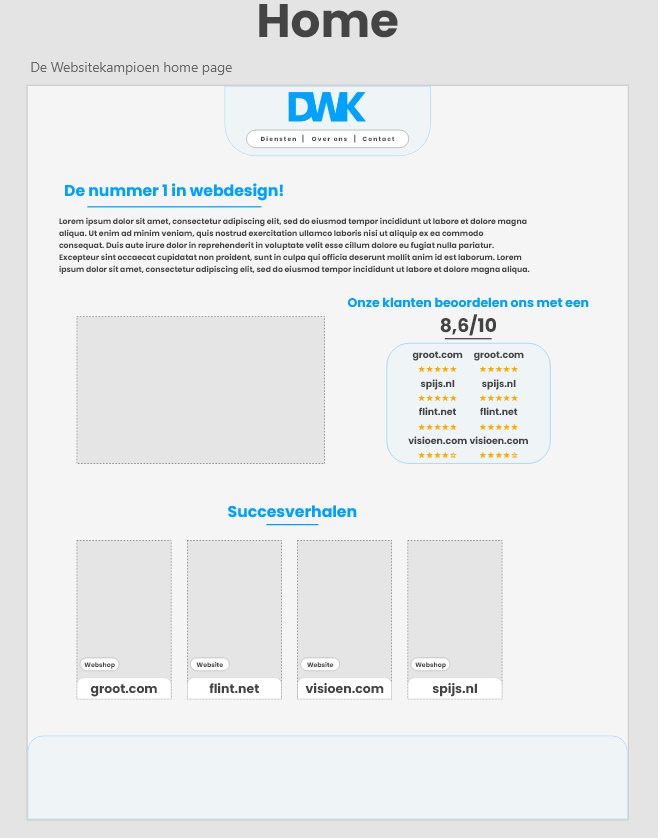 Home
De Websitekampioen home page
DWK
Diensten | Over ons | Contact
De nummer 1 in webdesign!
Lorem ipsum dolor sit amet, consectetur adipiscing elit, sed do eiusmod tempor incididunt ut labore et dolore magna
aliqua. Ut enim ad minim veniam, quis nostrud exercitation ullamco laboris nisi ut aliquip ex ea commodo
consequat. Duis aute irure dolor in reprehenderit in voluptate velit esse cillum dolore eu fugiat nulla pariatur.
Excepteur sint occaecat cupidatat non proident, sunt in culpa qui officia deserunt mollit anim id est laborum. Lorem
ipsum dolor sit amet, consectetur adipiscing elit, sed do eiusmod tempor incididunt ut labore et dolore magna aliqua.
Onze klanten beoordelen ons met een
8,6/10
groot.com groot.com
★★★★★ ★★★★★
spijs.nl spijs.nl
★★★★★ ★★★★★
flint.net flint.net
★★★★★ ★★★★★
visioen.com visioen.com
★★★★☆ ★★★★☆
Succesverhalen
Webshop Website Website Webshop
groot.com flint.net visioen.com spijs.nl